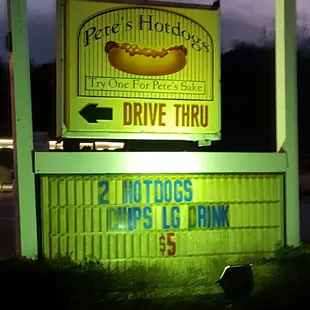 Pete's Hotdogs
Try One For Pete's Sake
DRIVE THRU
2 HOTDOGS
CHIPS LG DRINK
$5